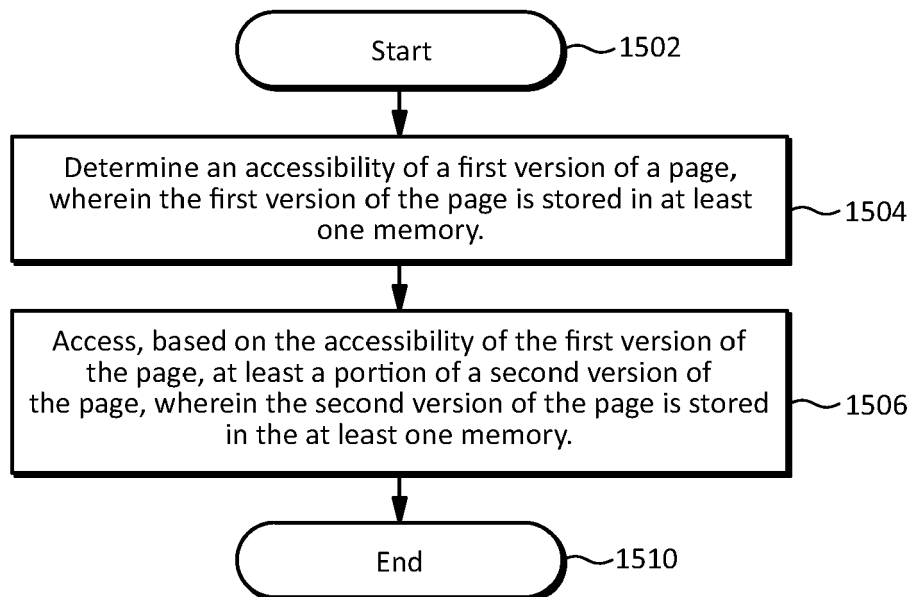 Start
1502
Determine an accessibility of a first version of a page,
wherein the first version of the page is stored in at least
one memory.
1504
Access, based on the accessibility of the first version of
the page, at least a portion of a second version of
the page, wherein the second version of the page is stored
in the at least one memory.
1506
End
1510